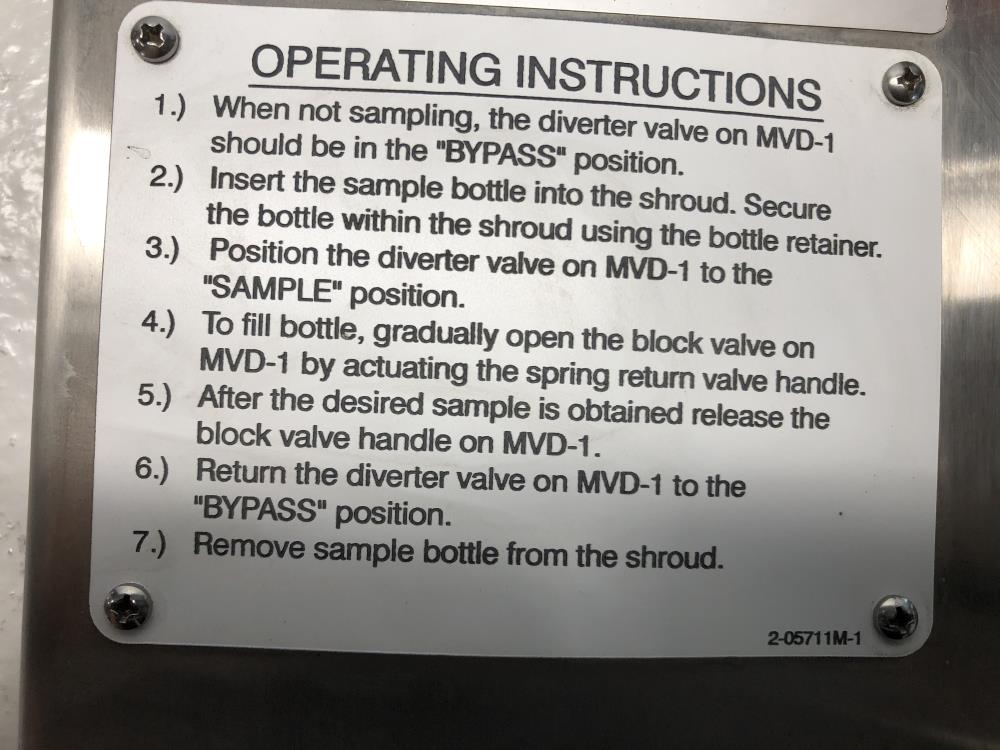 OPERATING INSTRUCTIONS
1.) When not sampling, the diverter valve on MVD-1
should be in the "BYPASS" position.
2.) Insert the sample bottle into the shroud. Secure
the bottle within the shroud using the bottle retainer.
3.) Position the diverter valve on MVD-1 to the
"SAMPLE" position.
4.) To fill bottle, gradually open the block valve on
MVD-1 by actuating the spring return valve handle.
5.) After the desired sample is obtained release the
block valve handle on MVD-1.
6.) Return the diverter valve on MVD-1 to the
"BYPASS" position.
7.) Remove sample bottle from the shroud.
2-05711M-1